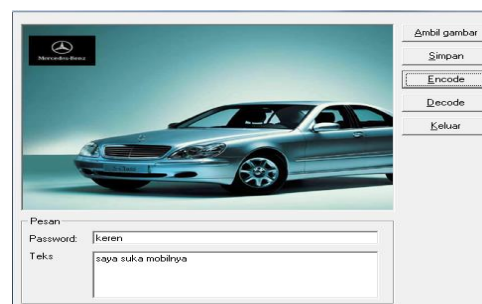 Mercedes-Benz
Ambil gambar
Simpan
Encode
Decode
Keluar
Pesan
Password: keren
Teks saya suka mobilnya